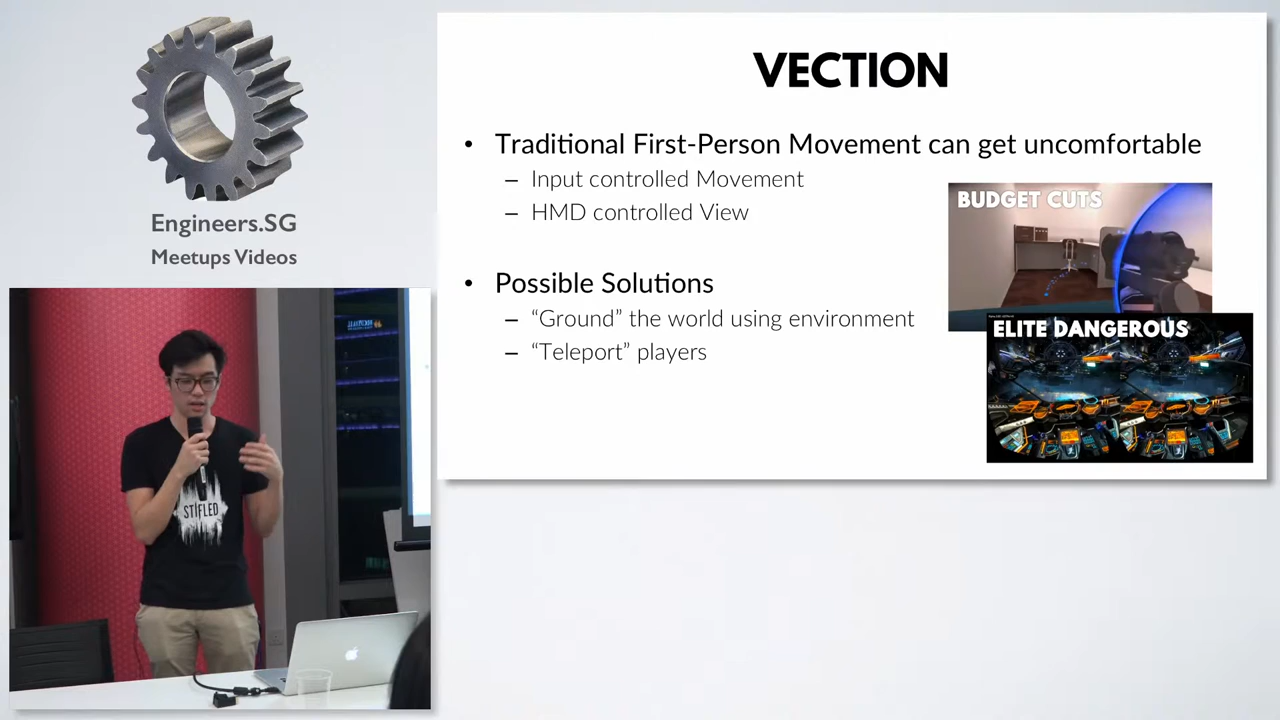 Engineers.SG
Meetups Videos
VECTION
• Traditional First-Person Movement can get uncomfortable
– Input controlled Movement
– HMD controlled View
• Possible Solutions
– “Ground” the world using environment
– “Teleport” players
BUDGET CUTS
ELITE DANGEROUS
STIFLED